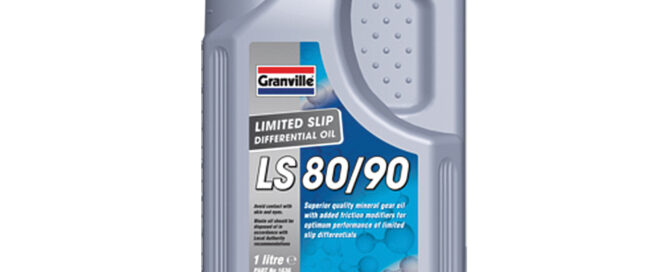 Granville
LIMITED SLIP
DIFFERENTIAL OIL
LS 80/90
Superior quality mineral gear oil
with added friction modifiers for
optimum performance of limited
slip differentials
Avoid contact with
skin and eyes.
Waste oil should be
disposed of in
accordance with
Local Authority
recommendations
1 litre
PART No